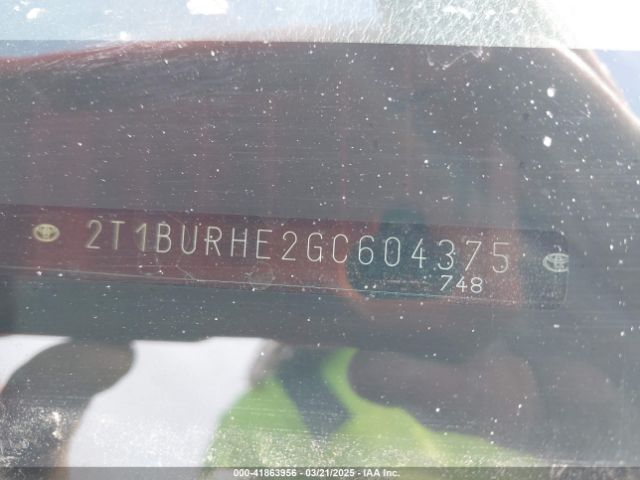 2T1BURHE2GC604375
748
000-41863956 - 03/21/2025 - IAA Inc.